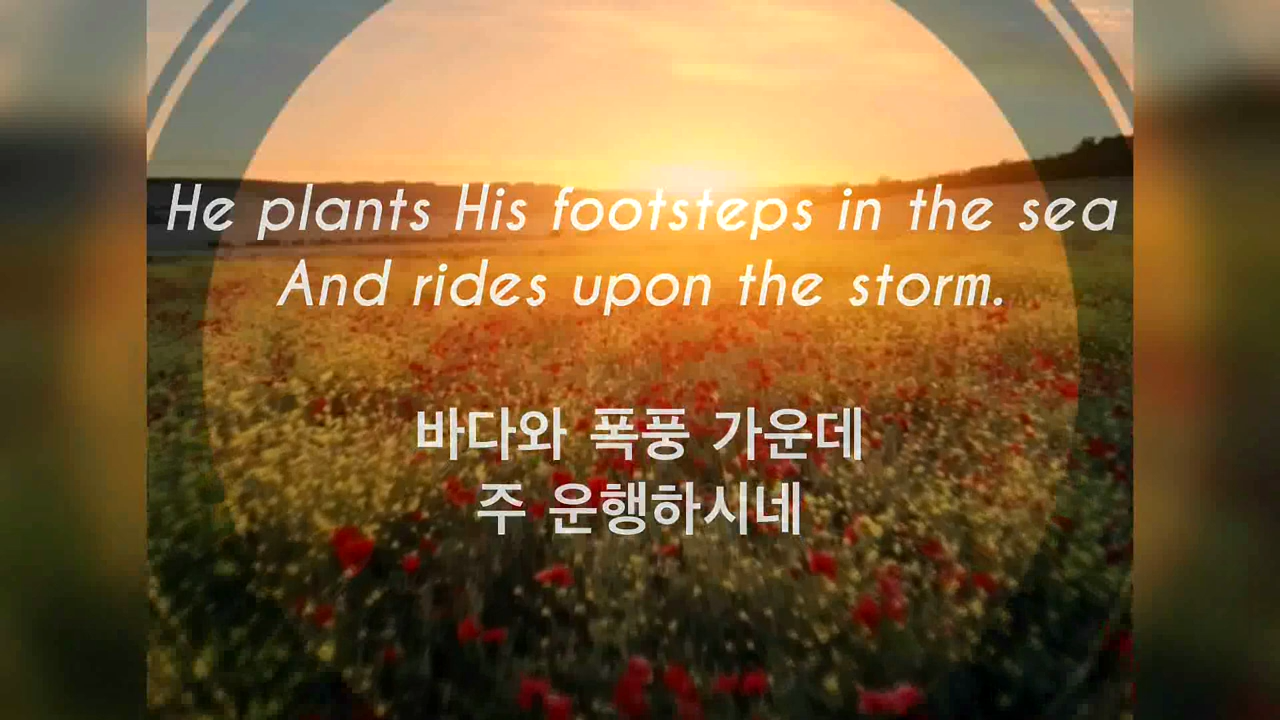 He plants His footsteps in the sea
And rides upon the storm.
바다와 폭풍 가운데
주 운행하시네